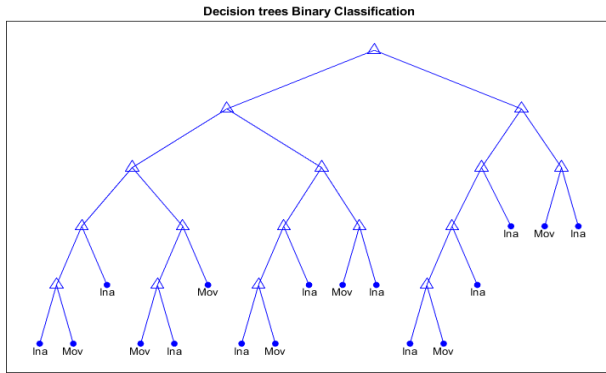 Decision trees Binary Classification
Ina Mov Ina
Ina Mov Mov Ina Ina
Ina Mov Mov Ina Ina Mov Ina Mov